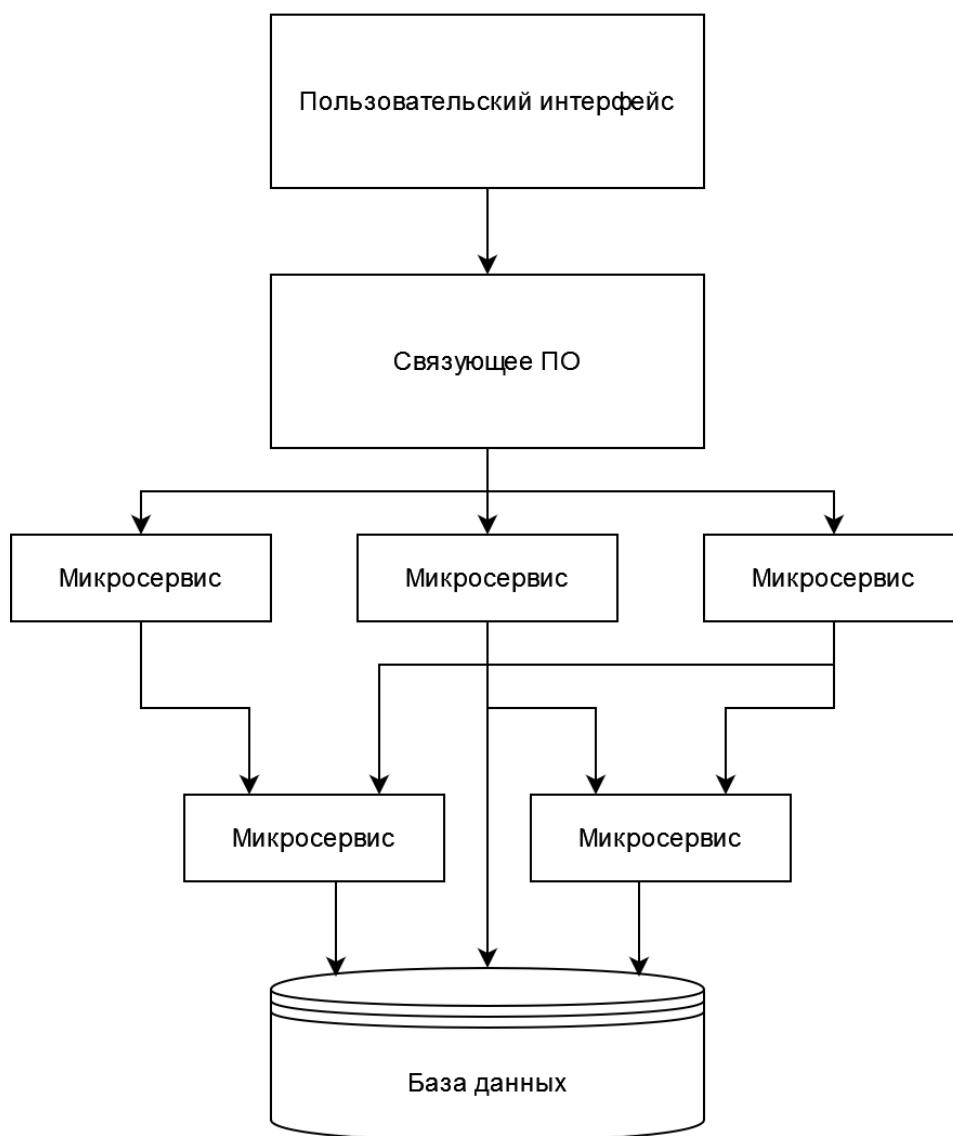 Пользовательский интерфейс
Связующее ПО
Микросервис
Микросервис
Микросервис
Микросервис
Микросервис
База данных